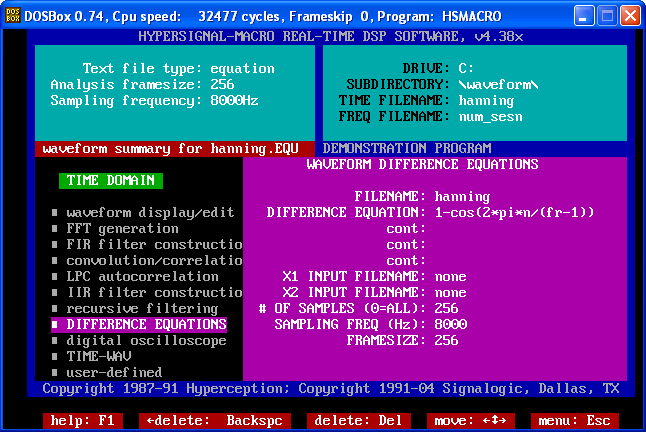 DOS BOX DOSBox 0.74, Cpu speed: 32477 cycles, Frameskip 0, Program: HSMACRO
HYPERSIGNAL-MACRO REAL-TIME DSP SOFTWARE, v4.38x
Text file type: equation
Analysis framesize: 256
Sampling frequency: 8000Hz
DRIVE: C:
SUBDIRECTORY: \waveform\
TIME FILENAME: hanning
FREQ FILENAME: num_sesn
waveform summary for hanning.EQU
DEMONSTRATION PROGRAM
TIME DOMAIN
waveform display/edit
FFT generation
FIR filter constructio
convolution/correlatio
LPC autocorrelation
IIR filter constructio
recursive filtering
DIFFERENCE EQUATIONS
digital oscilloscope
TIME-WAV
user-defined
WAVEFORM DIFFERENCE EQUATIONS
FILENAME: hanning
DIFFERENCE EQUATION: 1-cos(2*pi*n/(fr-1))
cont:
cont:
cont:
X1 INPUT FILENAME: none
X2 INPUT FILENAME: none
# OF SAMPLES (0=ALL): 256
SAMPLING FREQ (Hz): 8000
FRAMESIZE: 256
Copyright 1987-91 Hyperception; Copyright 1991-04 Signalogic, Dallas, TX
help: F1 ←delete: Backspc delete: Del move: ←↕→ menu: Esc